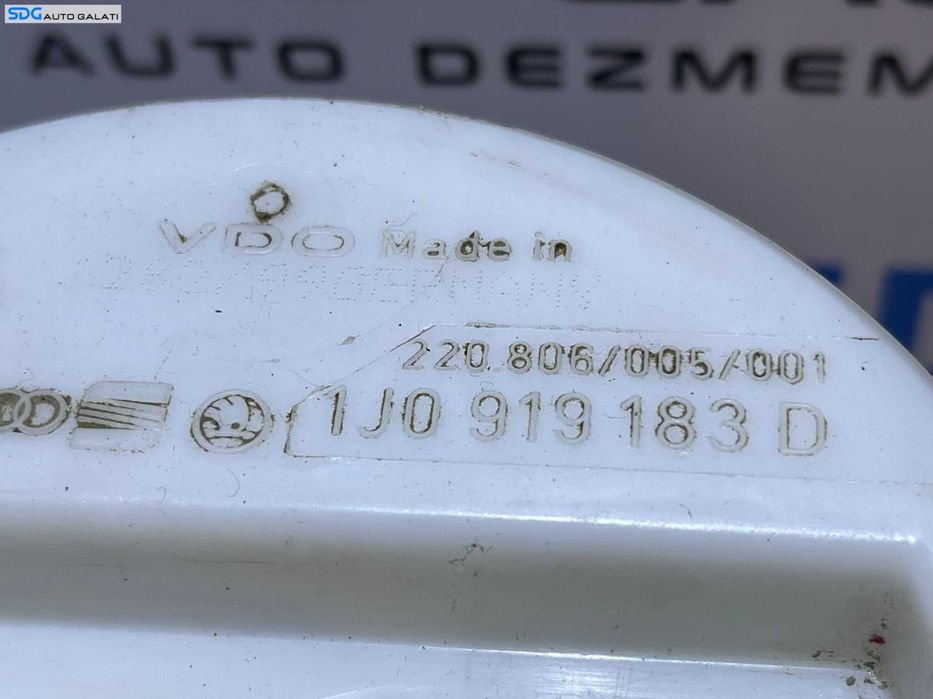 SDG AUTO GALATI
AUTO DEZMEM
VDO Made in
220.806/005/001
1J0 919 183 D